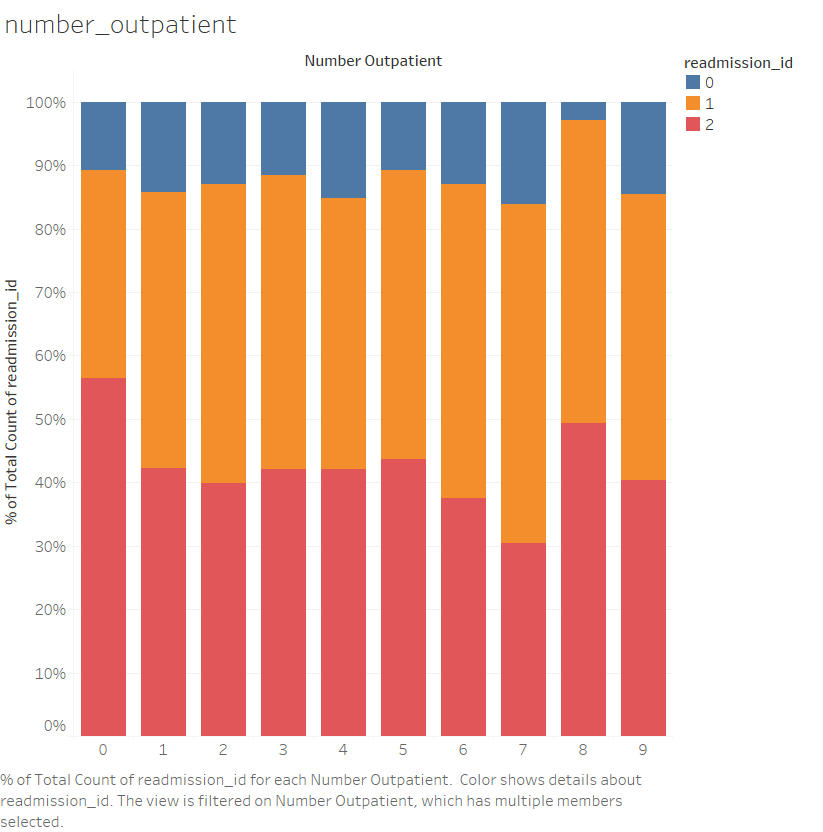 number_outpatient
Number Outpatient
readmission_id
0
1
2
% of Total Count of readmission_id
100%
90%
80%
70%
60%
50%
40%
30%
20%
10%
0%
0 1 2 3 4 5 6 7 8 9
% of Total Count of readmission_id for each Number Outpatient.  Color shows details about
readmission_id. The view is filtered on Number Outpatient, which has multiple members
selected.